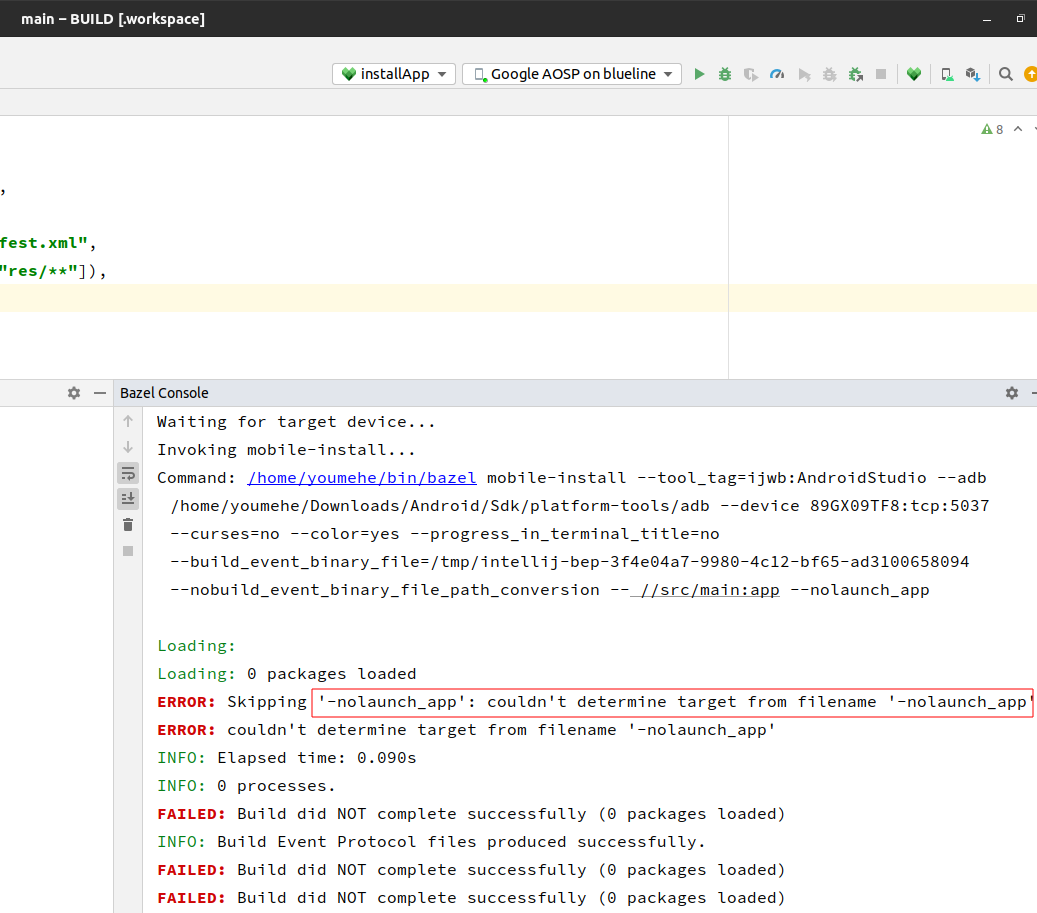 main – BUILD [.workspace]
installApp
Google AOSP on blueline
8
,
fest.xml",
"res/**"]),
Bazel Console
Waiting for target device...
Invoking mobile-install...
Command: /home/youmehe/bin/bazel mobile-install --tool_tag=ijwb:AndroidStudio --adb
/home/youmehe/Downloads/Android/Sdk/platform-tools/adb --device 89GX09TF8:tcp:5037
--curses=no --color=yes --progress_in_terminal_title=no
--build_event_binary_file=/tmp/intellij-bep-3f4e04a7-9980-4c12-bf65-ad3100658094
--nobuild_event_binary_file_path_conversion -- //src/main:app --nolaunch_app
Loading:
Loading: 0 packages loaded
ERROR: Skipping '-nolaunch_app': couldn't determine target from filename '-nolaunch_app'
ERROR: couldn't determine target from filename '-nolaunch_app'
INFO: Elapsed time: 0.090s
INFO: 0 processes.
FAILED: Build did NOT complete successfully (0 packages loaded)
INFO: Build Event Protocol files produced successfully.
FAILED: Build did NOT complete successfully (0 packages loaded)
FAILED: Build did NOT complete successfully (0 packages loaded)